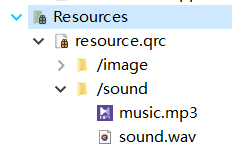 Resources
resource.qrc
/image
/sound
music.mp3
sound.wav